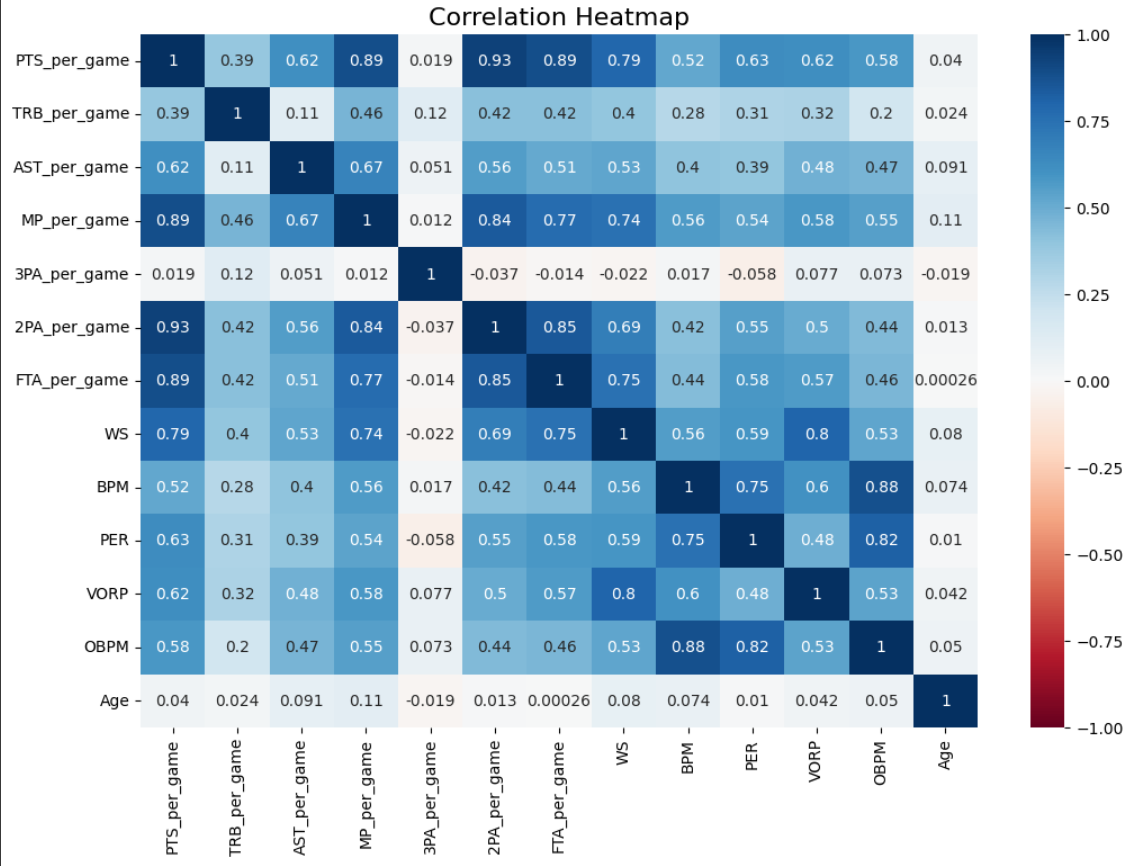 Correlation Heatmap
PTS_per_game 1 0.39 0.62 0.89 0.019 0.93 0.89 0.79 0.52 0.63 0.62 0.58 0.04
TRB_per_game 0.39 1 0.11 0.46 0.12 0.42 0.42 0.4 0.28 0.31 0.32 0.2 0.024
AST_per_game 0.62 0.11 1 0.67 0.051 0.56 0.51 0.53 0.4 0.39 0.48 0.47 0.091
MP_per_game 0.89 0.46 0.67 1 0.012 0.84 0.77 0.74 0.56 0.54 0.58 0.55 0.11
3PA_per_game 0.019 0.12 0.051 0.012 1 -0.037 -0.014 -0.022 0.017 -0.058 0.077 0.073 -0.019
2PA_per_game 0.93 0.42 0.56 0.84 -0.037 1 0.85 0.69 0.42 0.55 0.5 0.44 0.013
FTA_per_game 0.89 0.42 0.51 0.77 -0.014 0.85 1 0.75 0.44 0.58 0.57 0.46 0.00026
WS 0.79 0.4 0.53 0.74 -0.022 0.69 0.75 1 0.56 0.59 0.8 0.53 0.08
BPM 0.52 0.28 0.4 0.56 0.017 0.42 0.44 0.56 1 0.75 0.6 0.88 0.074
PER 0.63 0.31 0.39 0.54 -0.058 0.55 0.58 0.59 0.75 1 0.48 0.82 0.01
VORP 0.62 0.32 0.48 0.58 0.077 0.5 0.57 0.8 0.6 0.48 1 0.53 0.042
OBPM 0.58 0.2 0.47 0.55 0.073 0.44 0.46 0.53 0.88 0.82 0.53 1 0.05
Age 0.04 0.024 0.091 0.11 -0.019 0.013 0.00026 0.08 0.074 0.01 0.042 0.05 1
PTS_per_game
TRB_per_game
AST_per_game
MP_per_game
3PA_per_game
2PA_per_game
FTA_per_game
WS
BPM
PER
VORP
OBPM
Age
1.00
0.75
0.50
0.25
0.00
−0.25
−0.50
−0.75
−1.00